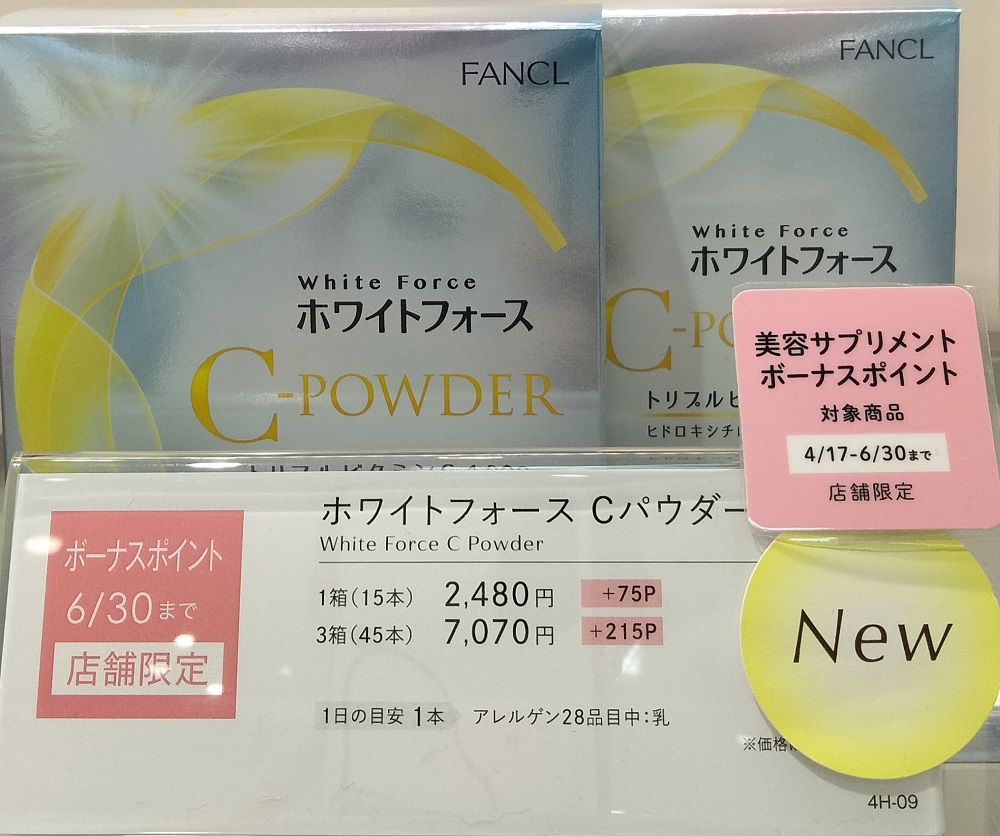 FANCL
White Force
ホワイトフォース
C-POWDER
FANCL
White Force
ホワイトフォース
トリプル
ヒドロキシチ
美容サプリメント
ボーナスポイント
対象商品
4/17-6/30まで
店舗限定
New
ボーナスポイント
6/30まで
店舗限定
ホワイトフォース Cパウダー
White Force C Powder
1箱(15本) 2,480円 +75P
3箱(45本) 7,070円 +215P
1日の目安 1本 アレルゲン28品目中:乳
※価格
4H-09